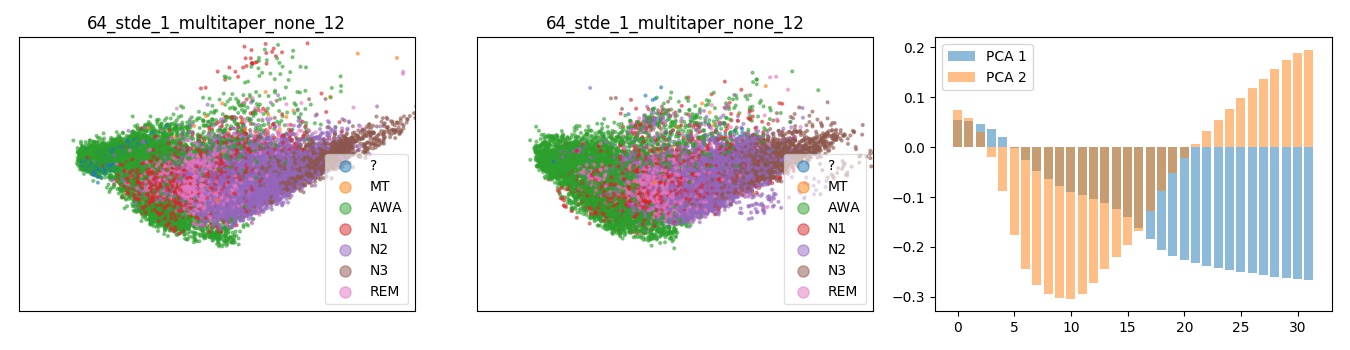 64_stde_1_multitaper_none_12
?
MT
AWA
N1
N2
N3
REM
64_stde_1_multitaper_none_12
?
MT
AWA
N1
N2
N3
REM
PCA 1
PCA 2
0.2
0.1
0.0
−0.1
−0.2
−0.3
0 5 10 15 20 25 30